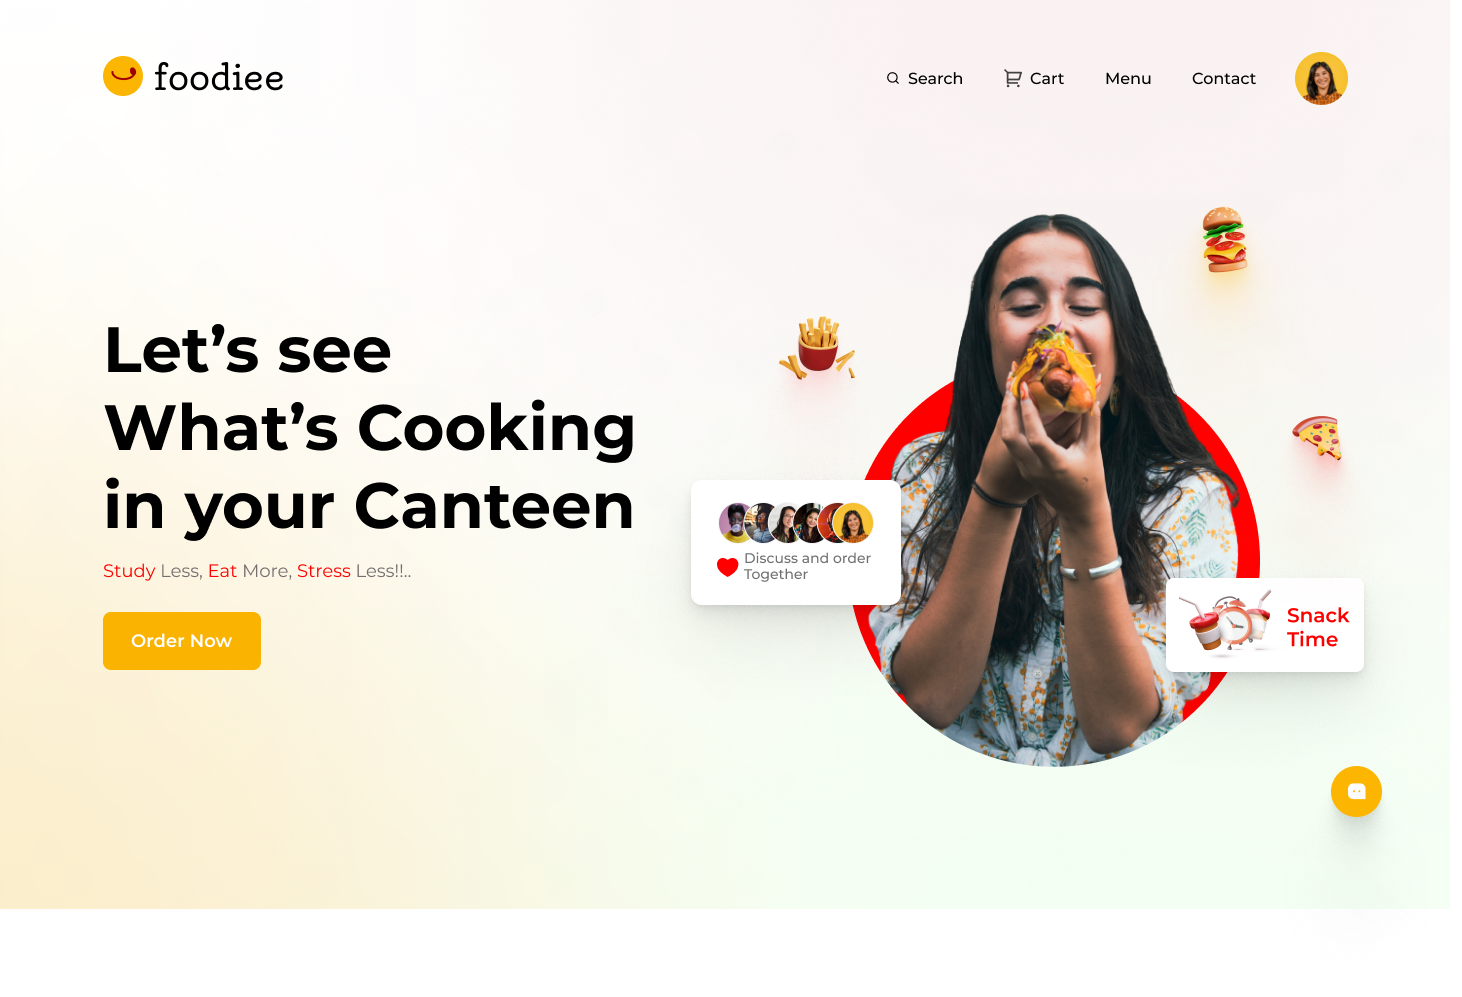 foodiee
Search
Cart
Menu
Contact
Let’s see
What’s Cooking
in your Canteen
Study Less, Eat More, Stress Less!!..
Order Now
Discuss and order
Together
Snack
Time